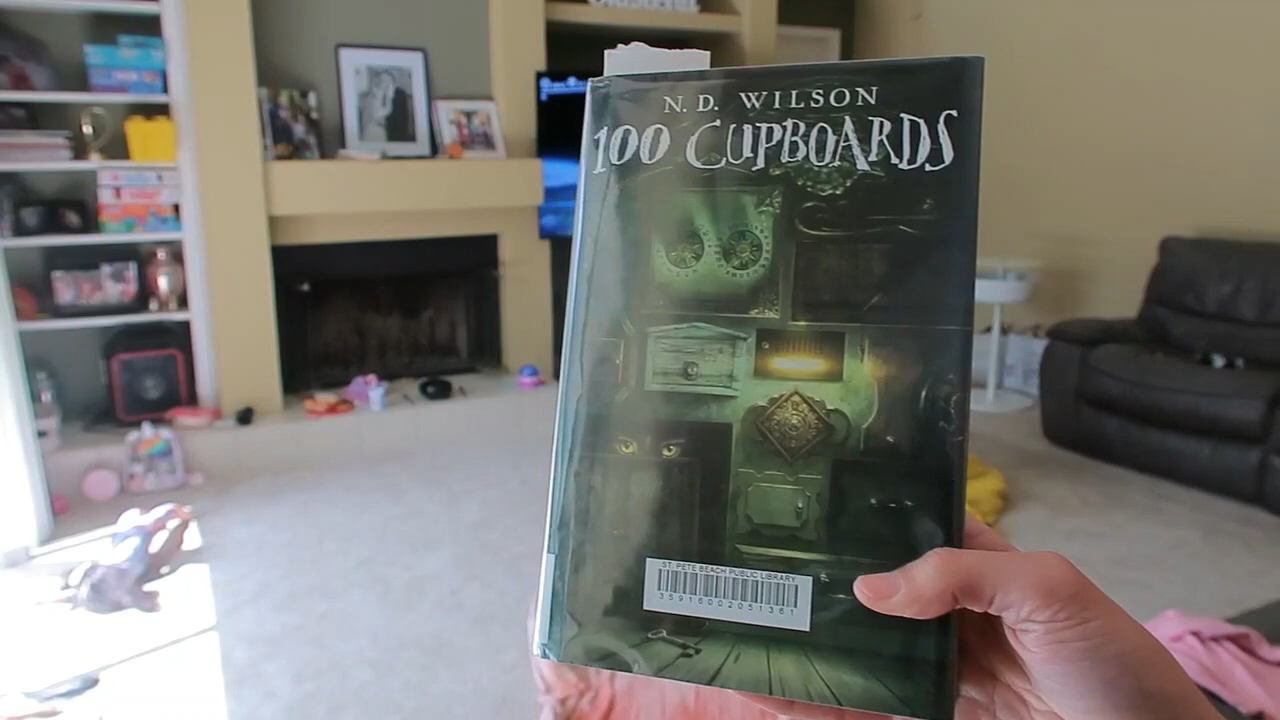 N. D. WILSON
100 CUPBOARDS
ST. PETE BEACH PUBLIC LIBRARY
35916002051361